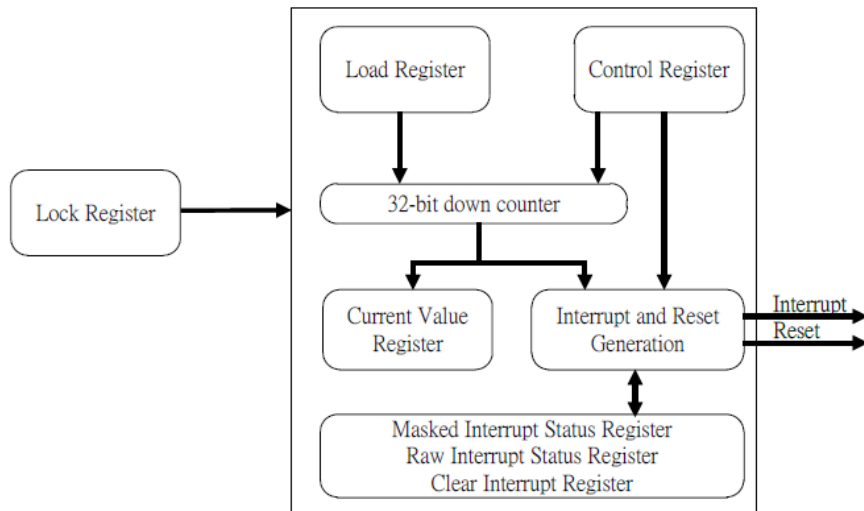 Load Register
Control Register
Lock Register
32-bit down counter
Current Value
Register
Interrupt and Reset
Generation
Interrupt
Reset
Masked Interrupt Status Register
Raw Interrupt Status Register
Clear Interrupt Register